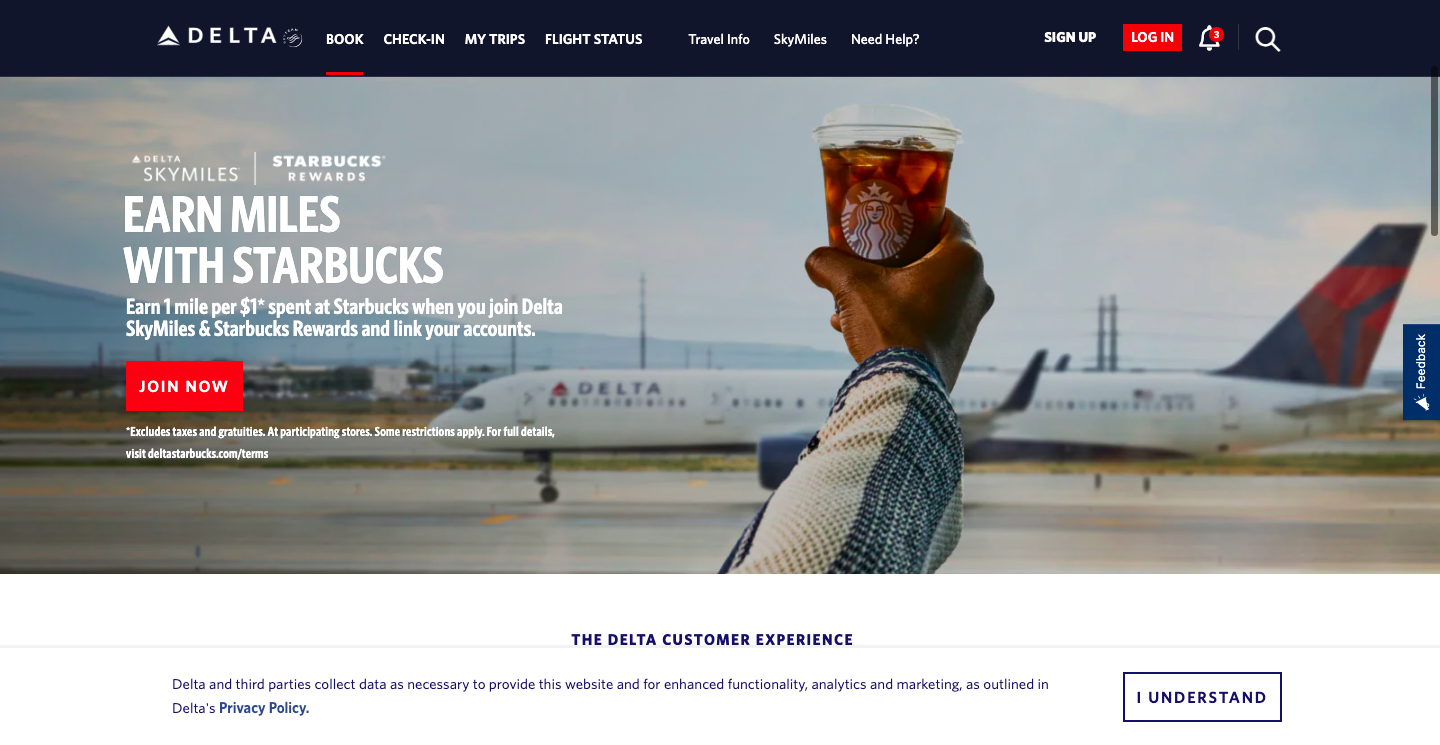 DELTA
BOOK
CHECK-IN
MY TRIPS
FLIGHT STATUS
Travel Info
SkyMiles
Need Help?
SIGN UP
LOG IN
3
DELTA
SKYMILES
STARBUCKS
REWARDS
EARN MILES
WITH STARBUCKS
Earn 1 mile per $1* spent at Starbucks when you join Delta
SkyMiles & Starbucks Rewards and link your accounts.
JOIN NOW
*Excludes taxes and gratuities. At participating stores. Some restrictions apply. For full details,
visit deltastarbucks.com/terms
DELTA
Feedback
THE DELTA CUSTOMER EXPERIENCE
Delta and third parties collect data as necessary to provide this website and for enhanced functionality, analytics and marketing, as outlined in
Delta's Privacy Policy.
I UNDERSTAND